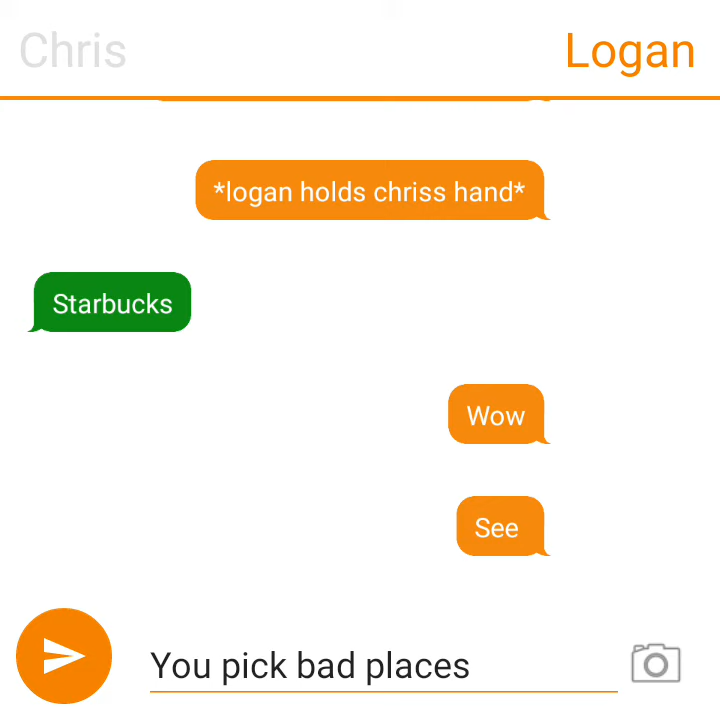 Chris
Logan
*logan holds chriss hand*
Starbucks
Wow
See
You pick bad places